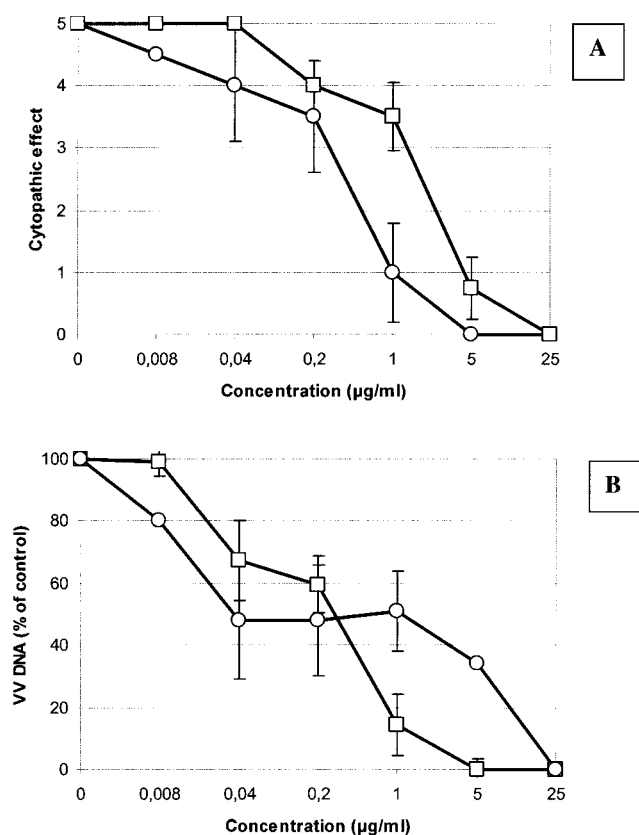 A
5
4
3
2
1
0
Cytopathic effect
0 0,008 0,04 0,2 1 5 25
Concentration (µg/ml)
B
100
80
60
40
20
0
VV DNA (% of control)
0 0,008 0,04 0,2 1 5 25
Concentration (µg/ml)